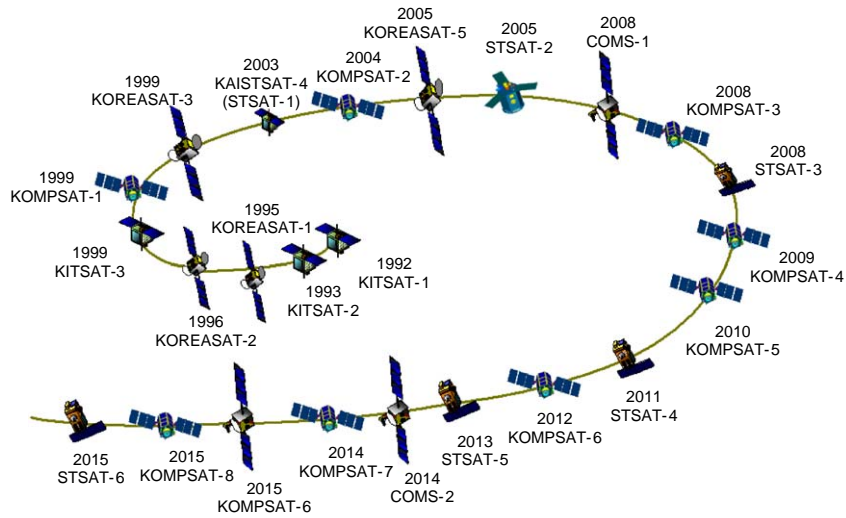 2005
KOREASAT-5
2005
STSAT-2
2008
COMS-1
2004
KOMPSAT-2
2003
KAISTSAT-4
(STSAT-1)
1999
KOREASAT-3
2008
KOMPSAT-3
2008
STSAT-3
1999
KOMPSAT-1
1995
KOREASAT-1
1999
KITSAT-3
1992
KITSAT-1
1993
KITSAT-2
1996
KOREASAT-2
2009
KOMPSAT-4
2010
KOMPSAT-5
2011
STSAT-4
2012
KOMPSAT-6
2013
STSAT-5
2014
COMS-2
2014
KOMPSAT-7
2015
KOMPSAT-6
2015
KOMPSAT-8
2015
STSAT-6